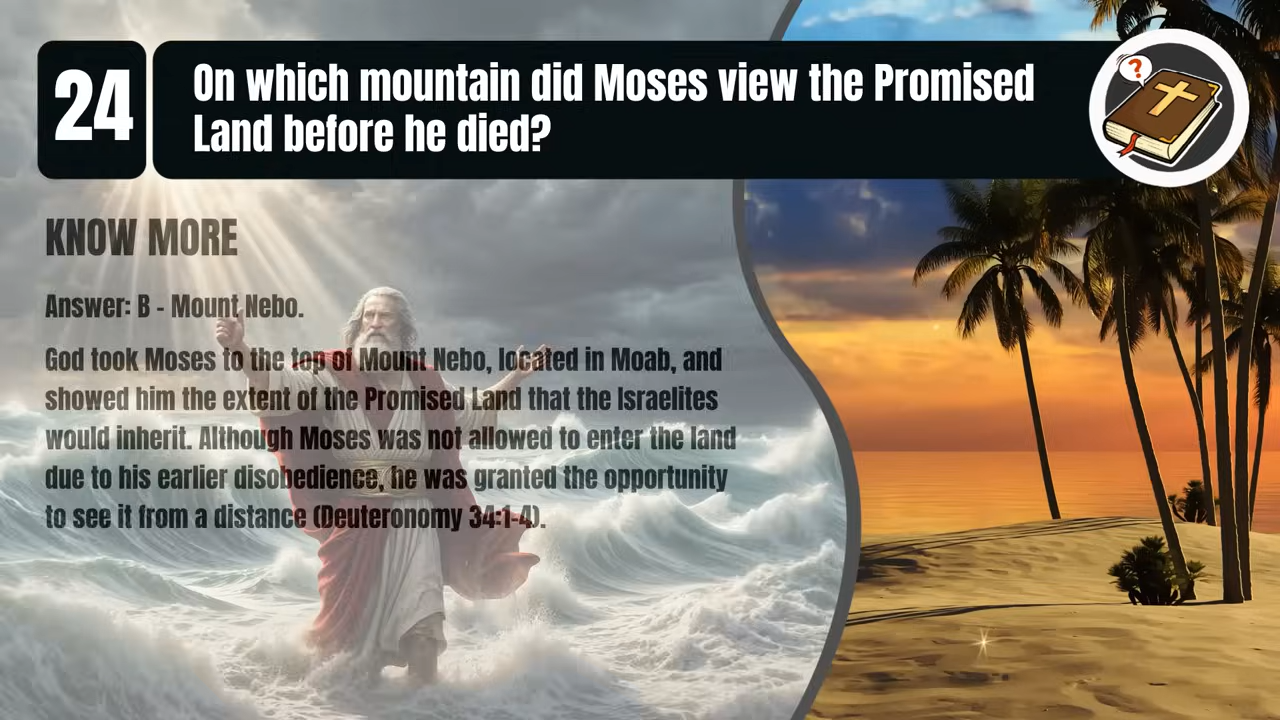 24
On which mountain did Moses view the Promised
Land before he died?
?
KNOW MORE
Answer: B - Mount Nebo.
God took Moses to the top of Mount Nebo, located in Moab, and
showed him the extent of the Promised Land that the Israelites
would inherit. Although Moses was not allowed to enter the land
due to his earlier disobedience, he was granted the opportunity
to see it from a distance (Deuteronomy 34:1-4).